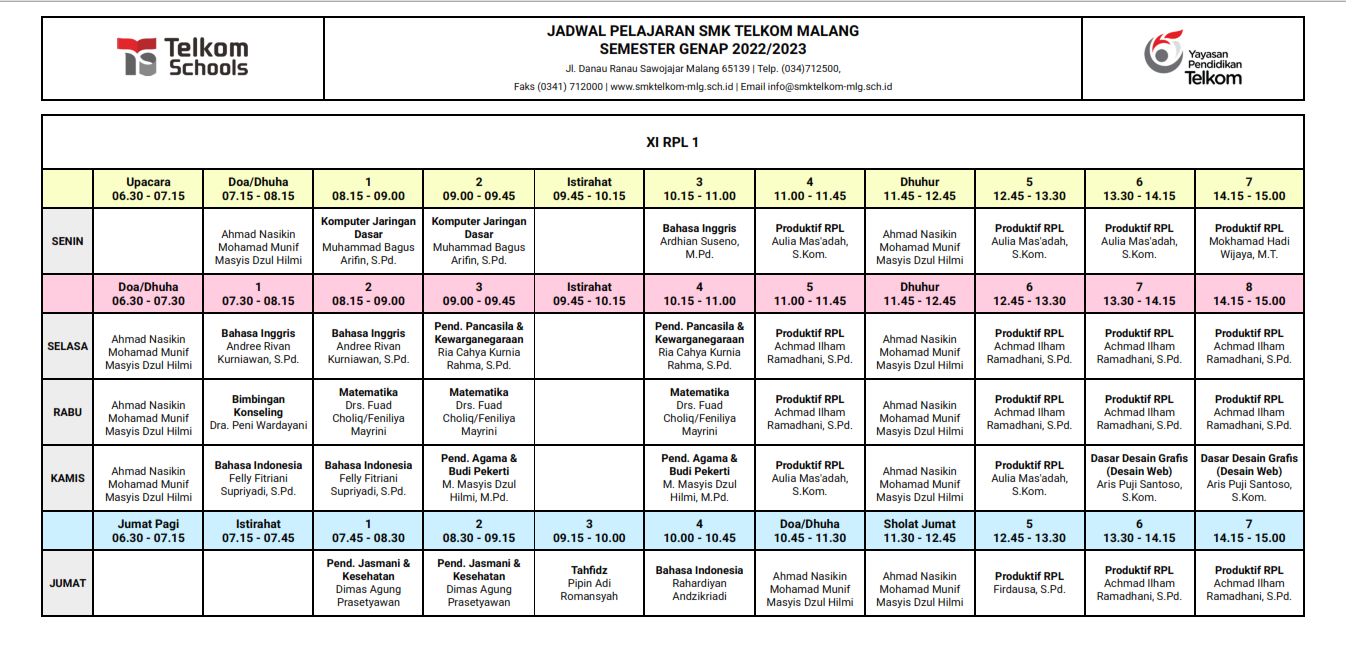 Telkom
Schools
JADWAL PELAJARAN SMK TELKOM MALANG
SEMESTER GENAP 2022/2023
Jl. Danau Ranau Sawojajar Malang 65139 | Telp. (034)712500,
Faks (0341) 712000 | www.smktelkom-mlg.sch.id | Email info@smktelkom-mlg.sch.id
Yayasan
Pendidikan
Telkom
XI RPL 1
Upacara
06.30 - 07.15
Doa/Dhuha
07.15 - 08.15
1
08.15 - 09.00
2
09.00 - 09.45
Istirahat
09.45 - 10.15
3
10.15 - 11.00
4
11.00 - 11.45
Dhuhur
11.45 - 12.45
5
12.45 - 13.30
6
13.30 - 14.15
7
14.15 - 15.00
SENIN
Ahmad Nasikin
Mohamad Munif
Masyis Dzul Hilmi
Komputer Jaringan
Dasar
Muhammad Bagus
Arifin, S.Pd.
Komputer Jaringan
Dasar
Muhammad Bagus
Arifin, S.Pd.
Bahasa Inggris
Ardhian Suseno,
M.Pd.
Produktif RPL
Aulia Mas'adah,
S.Kom.
Ahmad Nasikin
Mohamad Munif
Masyis Dzul Hilmi
Produktif RPL
Aulia Mas'adah,
S.Kom.
Produktif RPL
Aulia Mas'adah,
S.Kom.
Produktif RPL
Mokhamad Hadi
Wijaya, M.T.
Doa/Dhuha
06.30 - 07.30
1
07.30 - 08.15
2
08.15 - 09.00
3
09.00 - 09.45
Istirahat
09.45 - 10.15
4
10.15 - 11.00
5
11.00 - 11.45
Dhuhur
11.45 - 12.45
6
12.45 - 13.30
7
13.30 - 14.15
8
14.15 - 15.00
SELASA
Ahmad Nasikin
Mohamad Munif
Masyis Dzul Hilmi
Bahasa Inggris
Andree Rivan
Kurniawan, S.Pd.
Bahasa Inggris
Andree Rivan
Kurniawan, S.Pd.
Pend. Pancasila &
Kewarganegaraan
Ria Cahya Kurnia
Rahma, S.Pd.
Pend. Pancasila &
Kewarganegaraan
Ria Cahya Kurnia
Rahma, S.Pd.
Produktif RPL
Achmad Ilham
Ramadhani, S.Pd.
Ahmad Nasikin
Mohamad Munif
Masyis Dzul Hilmi
Produktif RPL
Achmad Ilham
Ramadhani, S.Pd.
Produktif RPL
Achmad Ilham
Ramadhani, S.Pd.
Produktif RPL
Achmad Ilham
Ramadhani, S.Pd.
RABU
Ahmad Nasikin
Mohamad Munif
Masyis Dzul Hilmi
Bimbingan
Konseling
Dra. Peni Wardayani
Matematika
Drs. Fuad
Choliq/Feniliya
Mayrini
Matematika
Drs. Fuad
Choliq/Feniliya
Mayrini
Matematika
Drs. Fuad
Choliq/Feniliya
Mayrini
Produktif RPL
Achmad Ilham
Ramadhani, S.Pd.
Ahmad Nasikin
Mohamad Munif
Masyis Dzul Hilmi
Produktif RPL
Achmad Ilham
Ramadhani, S.Pd.
Produktif RPL
Achmad Ilham
Ramadhani, S.Pd.
Produktif RPL
Achmad Ilham
Ramadhani, S.Pd.
KAMIS
Ahmad Nasikin
Mohamad Munif
Masyis Dzul Hilmi
Bahasa Indonesia
Felly Fitriani
Supriyadi, S.Pd.
Bahasa Indonesia
Felly Fitriani
Supriyadi, S.Pd.
Pend. Agama &
Budi Pekerti
M. Masyis Dzul
Hilmi, M.Pd.
Pend. Agama &
Budi Pekerti
M. Masyis Dzul
Hilmi, M.Pd.
Produktif RPL
Aulia Mas'adah,
S.Kom.
Ahmad Nasikin
Mohamad Munif
Masyis Dzul Hilmi
Produktif RPL
Aulia Mas'adah,
S.Kom.
Dasar Desain Grafis
(Desain Web)
Aris Puji Santoso,
S.Kom.
Dasar Desain Grafis
(Desain Web)
Aris Puji Santoso,
S.Kom.
Jumat Pagi
06.30 - 07.15
Istirahat
07.15 - 07.45
1
07.45 - 08.30
2
08.30 - 09.15
3
09.15 - 10.00
4
10.00 - 10.45
Doa/Dhuha
10.45 - 11.30
Sholat Jumat
11.30 - 12.45
5
12.45 - 13.30
6
13.30 - 14.15
7
14.15 - 15.00
JUMAT
Pend. Jasmani &
Kesehatan
Dimas Agung
Prasetyawan
Pend. Jasmani &
Kesehatan
Dimas Agung
Prasetyawan
Tahfidz
Pipin Adi
Romansyah
Bahasa Indonesia
Rahardiyan
Andzikriadi
Ahmad Nasikin
Mohamad Munif
Masyis Dzul Hilmi
Ahmad Nasikin
Mohamad Munif
Masyis Dzul Hilmi
Produktif RPL
Firdausa, S.Pd.
Produktif RPL
Achmad Ilham
Ramadhani, S.Pd.
Produktif RPL
Achmad Ilham
Ramadhani, S.Pd.